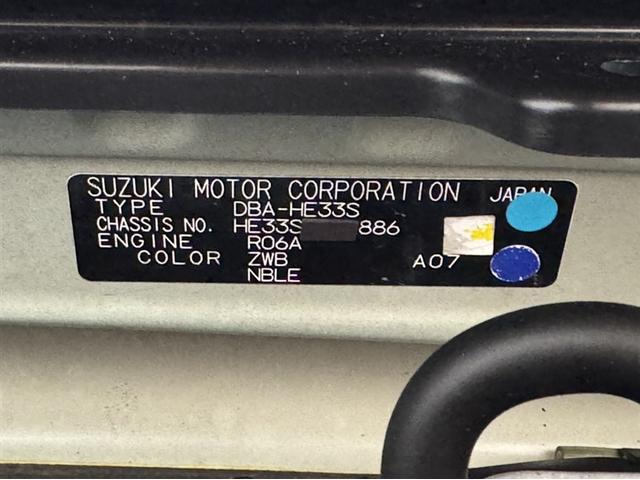 SUZUKI MOTOR CORPORATION JAPAN
TYPE DBA-HE33S
CHASSIS NO. HE33S 886
ENGINE R06A
COLOR ZWB A07
NBLE